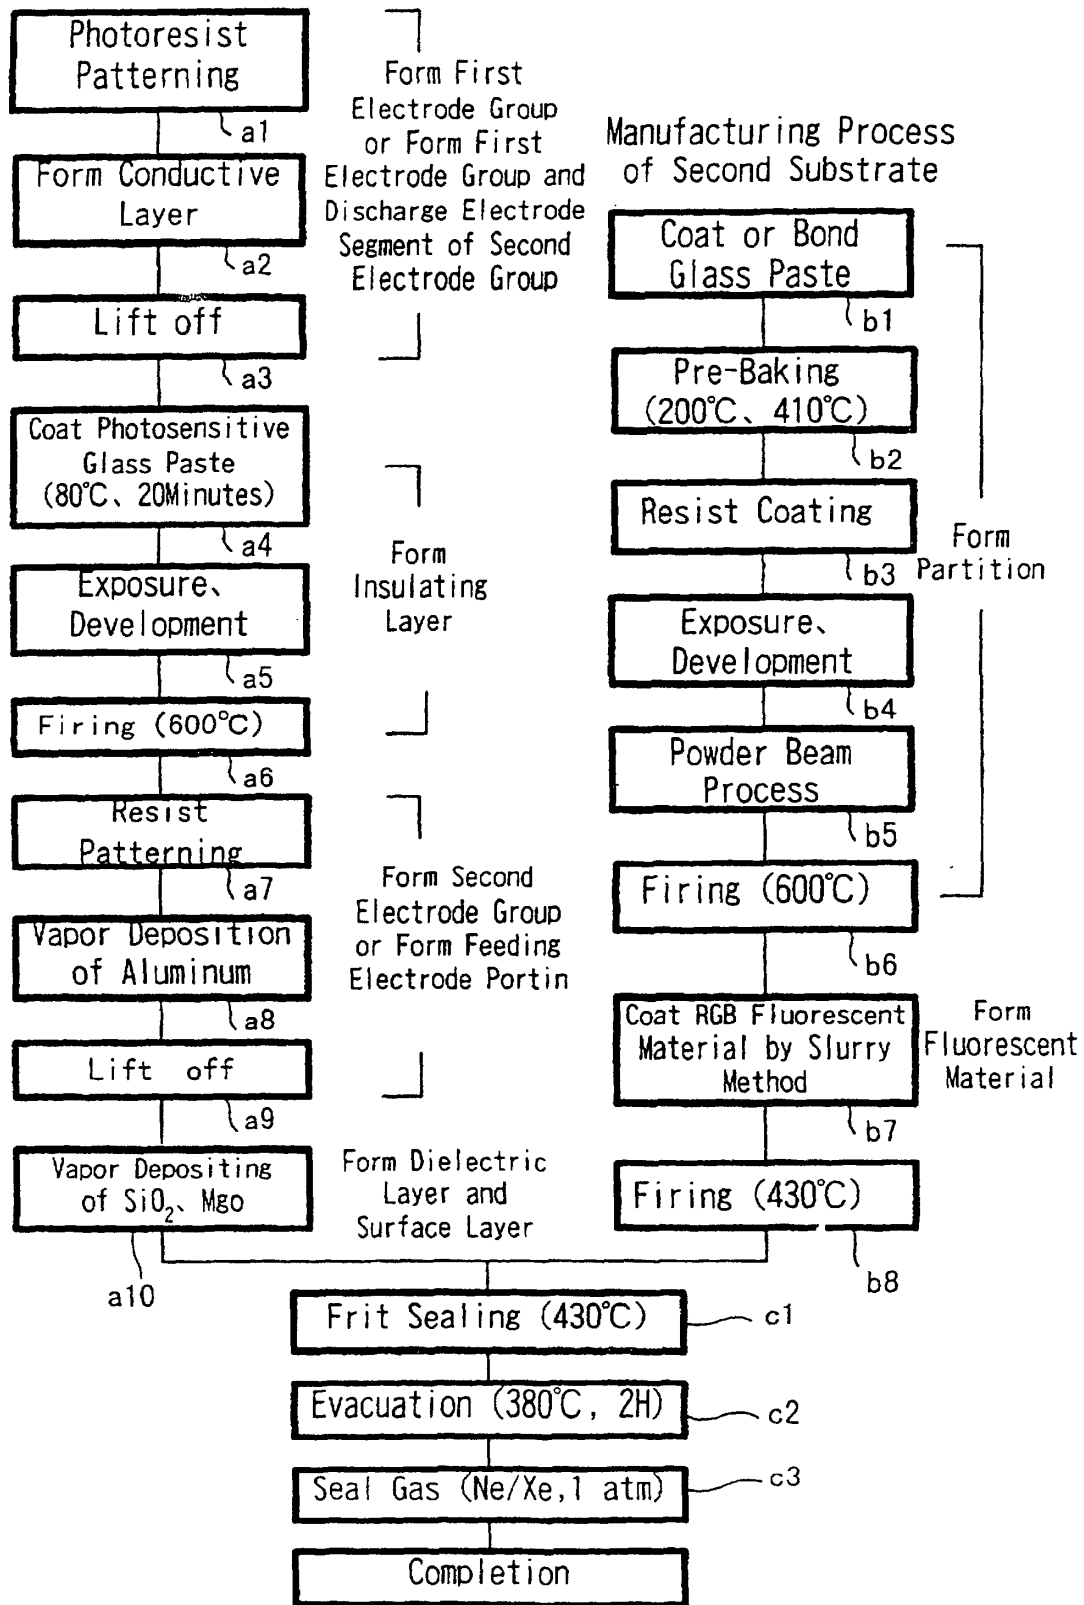 Photoresist
Patterning
a1
Form Conductive
Layer
a2
Lift off
a3
Form First
Electrode Group
or Form First
Electrode Group and
Discharge Electrode
Segment of Second
Electrode Group
Coat Photosensitive
Glass Paste
(80℃、20Minutes)
a4
Exposure、
Development
a5
Firing (600℃)
a6
Form
Insulating
Layer
Resist
Patterning
a7
Vapor Deposition
of Aluminum
a8
Lift off
a9
Form Second
Electrode Group
or Form Feeding
Electrode Portin
Vapor Depositing
of SiO₂、Mgo
a10
Form Dielectric
Layer and
Surface Layer
Manufacturing Process
of Second Substrate
Coat or Bond
Glass Paste
b1
Pre-Baking
(200℃、410℃)
b2
Resist Coating
b3
Exposure、
Development
b4
Powder Beam
Process
b5
Firing (600℃)
b6
Form
Partition
Coat RGB Fluorescent
Material by Slurry
Method
b7
Form
Fluorescent
Material
Firing (430℃)
b8
Frit Sealing (430℃)
c1
Evacuation (380℃, 2H)
c2
Seal Gas (Ne/Xe,1 atm)
c3
Completion